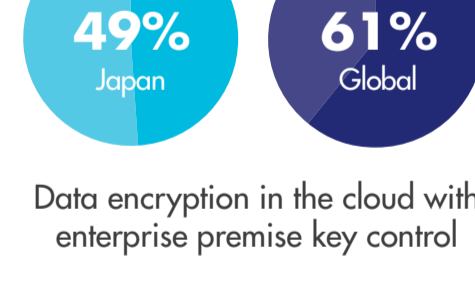 49% 61%
Japan Global
Data encryption in the cloud with
enterprise premise key control